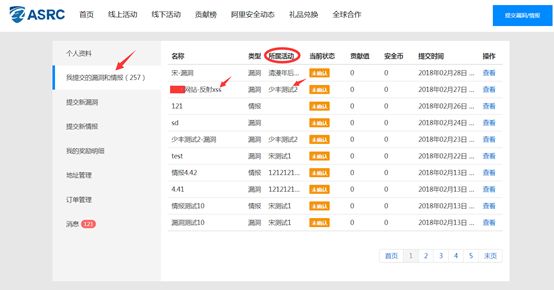 ASRC 首页 线上活动 线下活动 贡献榜 阿里安全动态 礼品兑换 全球合作 提交漏洞/情报
个人资料
我提交的漏洞和情报（257）
提交新漏洞
提交新情报
我的奖励明细
地址管理
订单管理
消息 121
名称 类型 所属活动 当前状态 贡献值 安全币 提交时间 操作
宋-漏洞 漏洞 清漫年后... 未确认 0 0 2018年02月28日 ... 查看
网站-反射xss 漏洞 少丰测试2 未确认 0 0 2018年02月27日 ... 查看
121 情报 未确认 0 0 2018年02月26日 ... 查看
sd 漏洞 未确认 0 0 2018年02月24日 ... 查看
少丰测试2-漏洞 漏洞 少丰测试2 未确认 0 0 2018年02月23日 ... 查看
test 情报 宋测试1 未确认 0 0 2018年02月22日 ... 查看
情报4.42 情报 1212121... 未确认 0 0 2018年02月13日 ... 查看
4.41 漏洞 1212121... 未确认 0 0 2018年02月13日 ... 查看
情报测试10 情报 宋测试1 未确认 0 0 2018年02月13日 ... 查看
漏洞测试10 漏洞 宋测试1 未确认 0 0 2018年02月13日 ... 查看
首页 1 2 3 4 5 末页